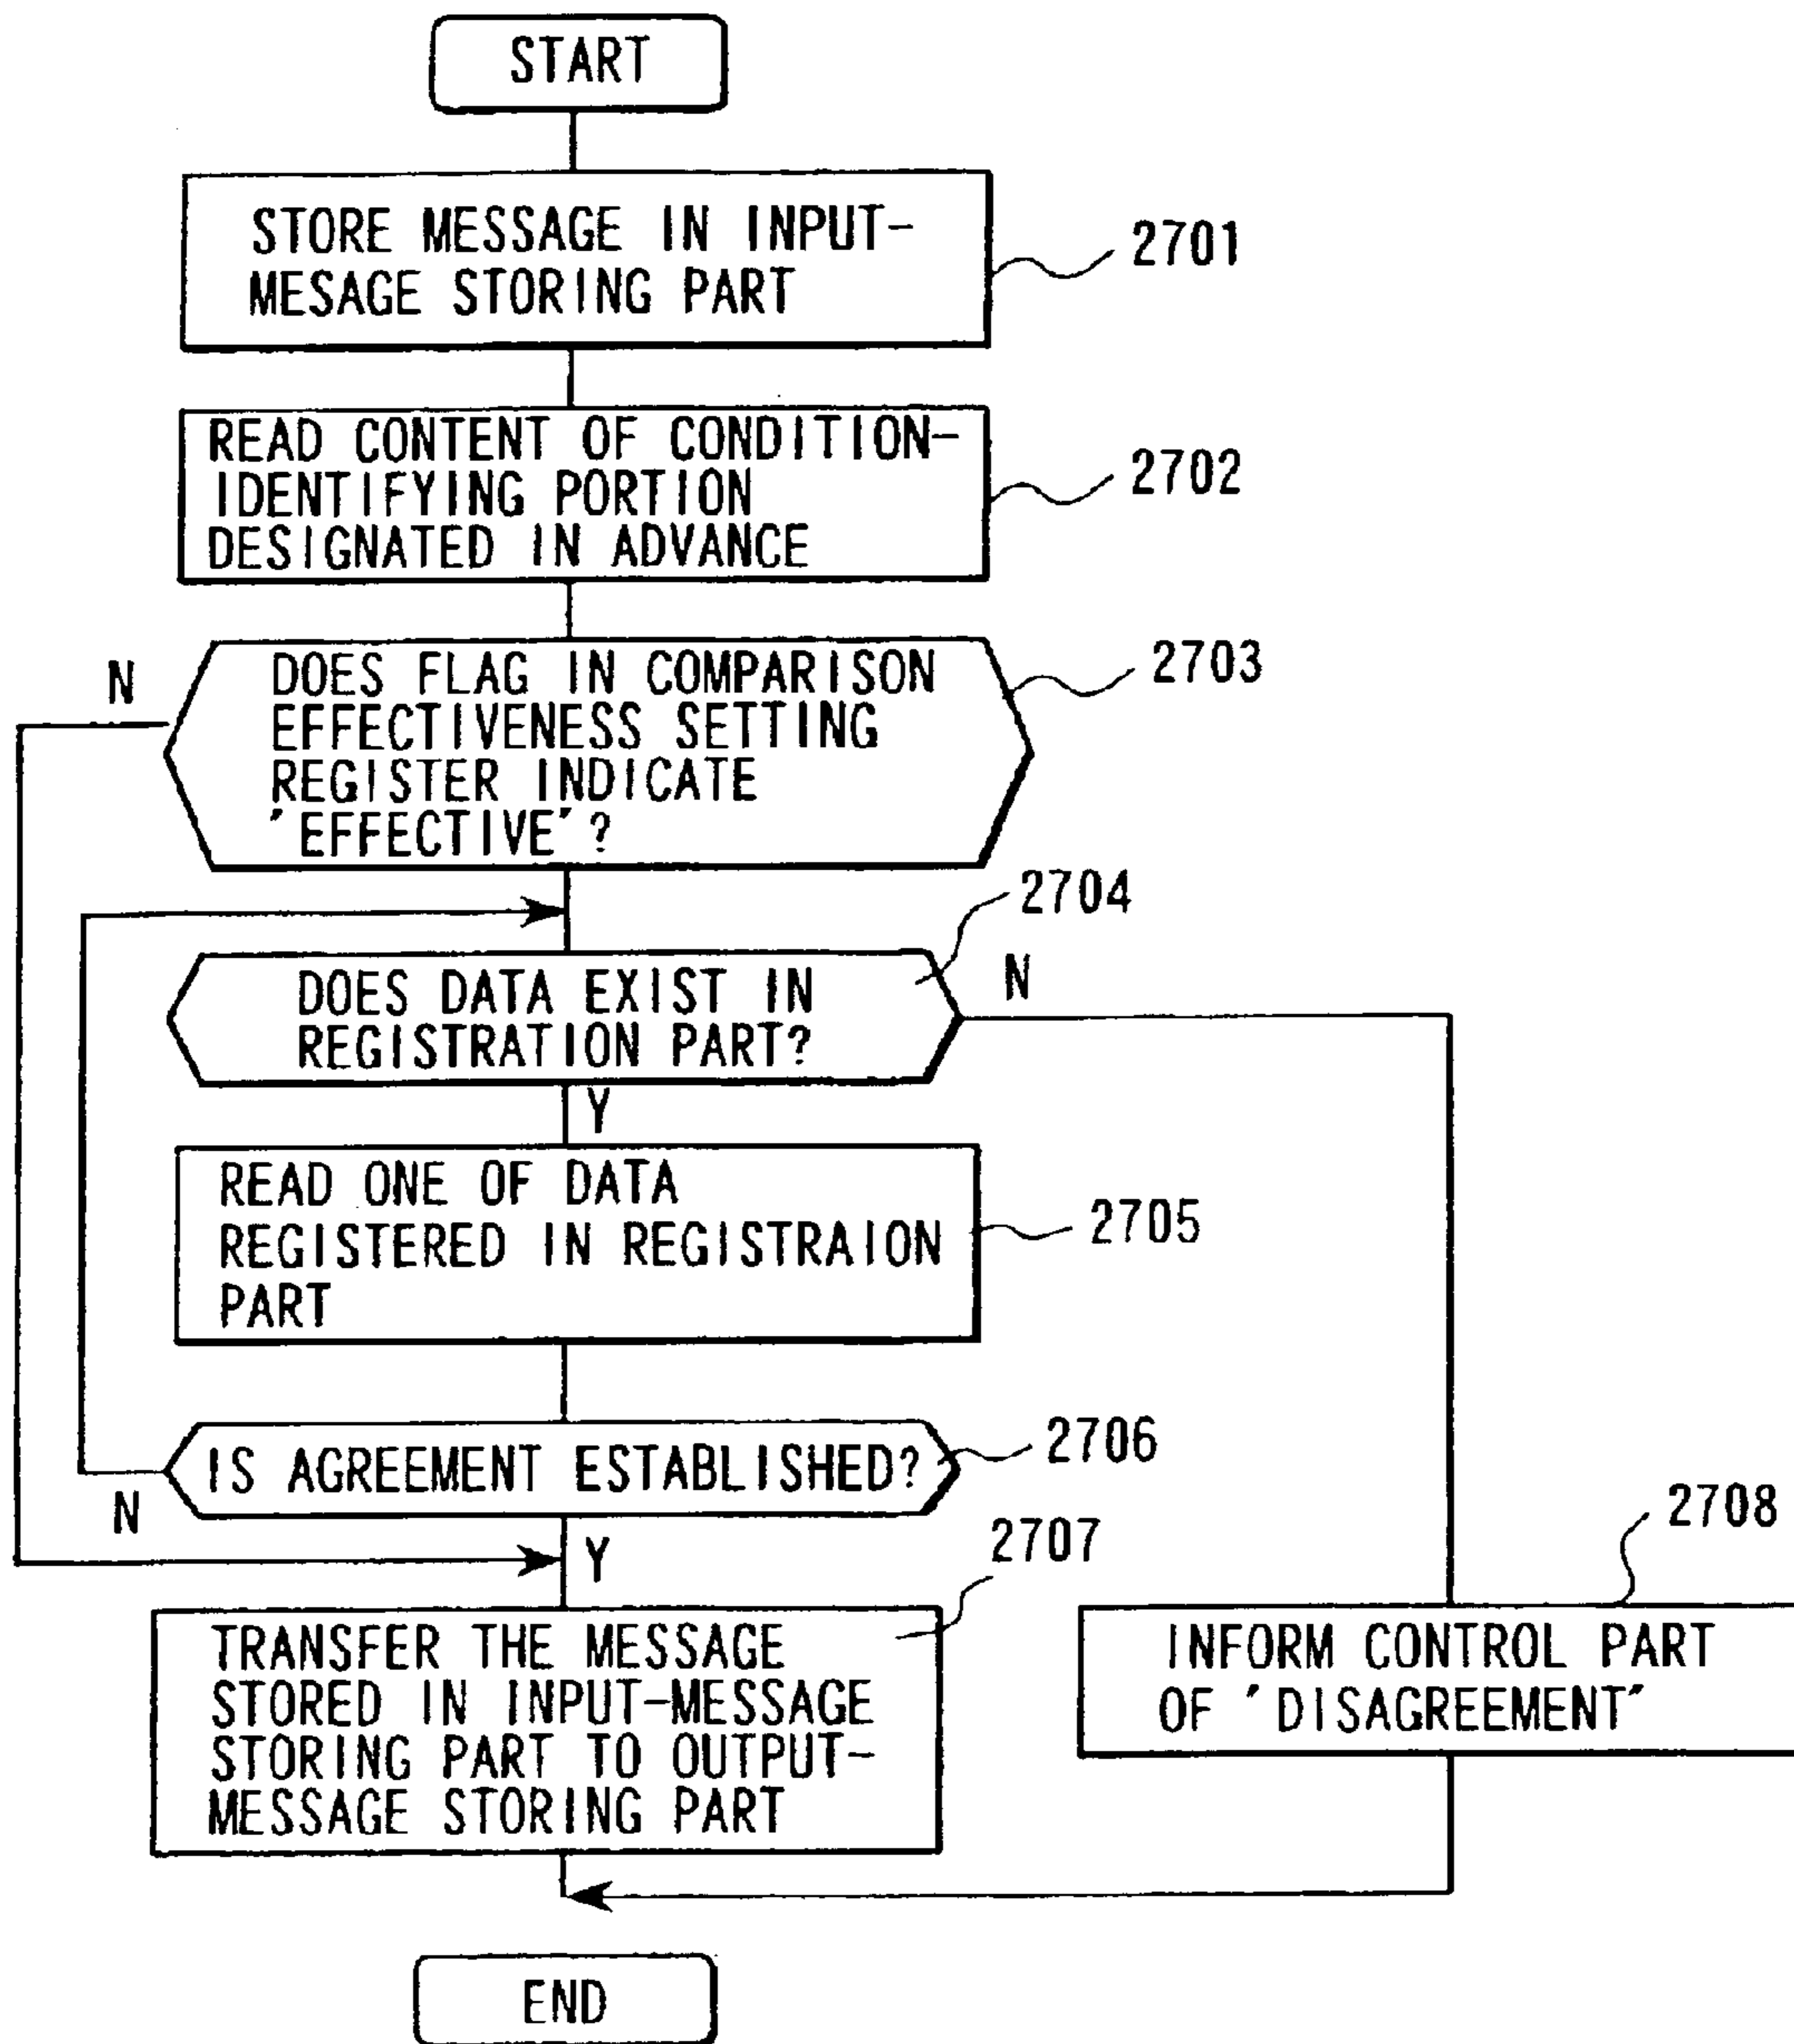 START
STORE MESSAGE IN INPUT-
MESAGE STORING PART
2701
READ CONTENT OF CONDITION-
IDENTIFYING PORTION
DESIGNATED IN ADVANCE
2702
N
DOES FLAG IN COMPARISON
EFFECTIVENESS SETTING
REGISTER INDICATE
'EFFECTIVE'?
2703
2704
DOES DATA EXIST IN
REGISTRATION PART?
N
Y
READ ONE OF DATA
REGISTERED IN REGISTRAION
PART
2705
IS AGREEMENT ESTABLISHED?
2706
N
Y
2707
2708
TRANSFER THE MESSAGE
STORED IN INPUT-MESSAGE
STORING PART TO OUTPUT-
MESSAGE STORING PART
INFORM CONTROL PART
OF 'DISAGREEMENT'
END